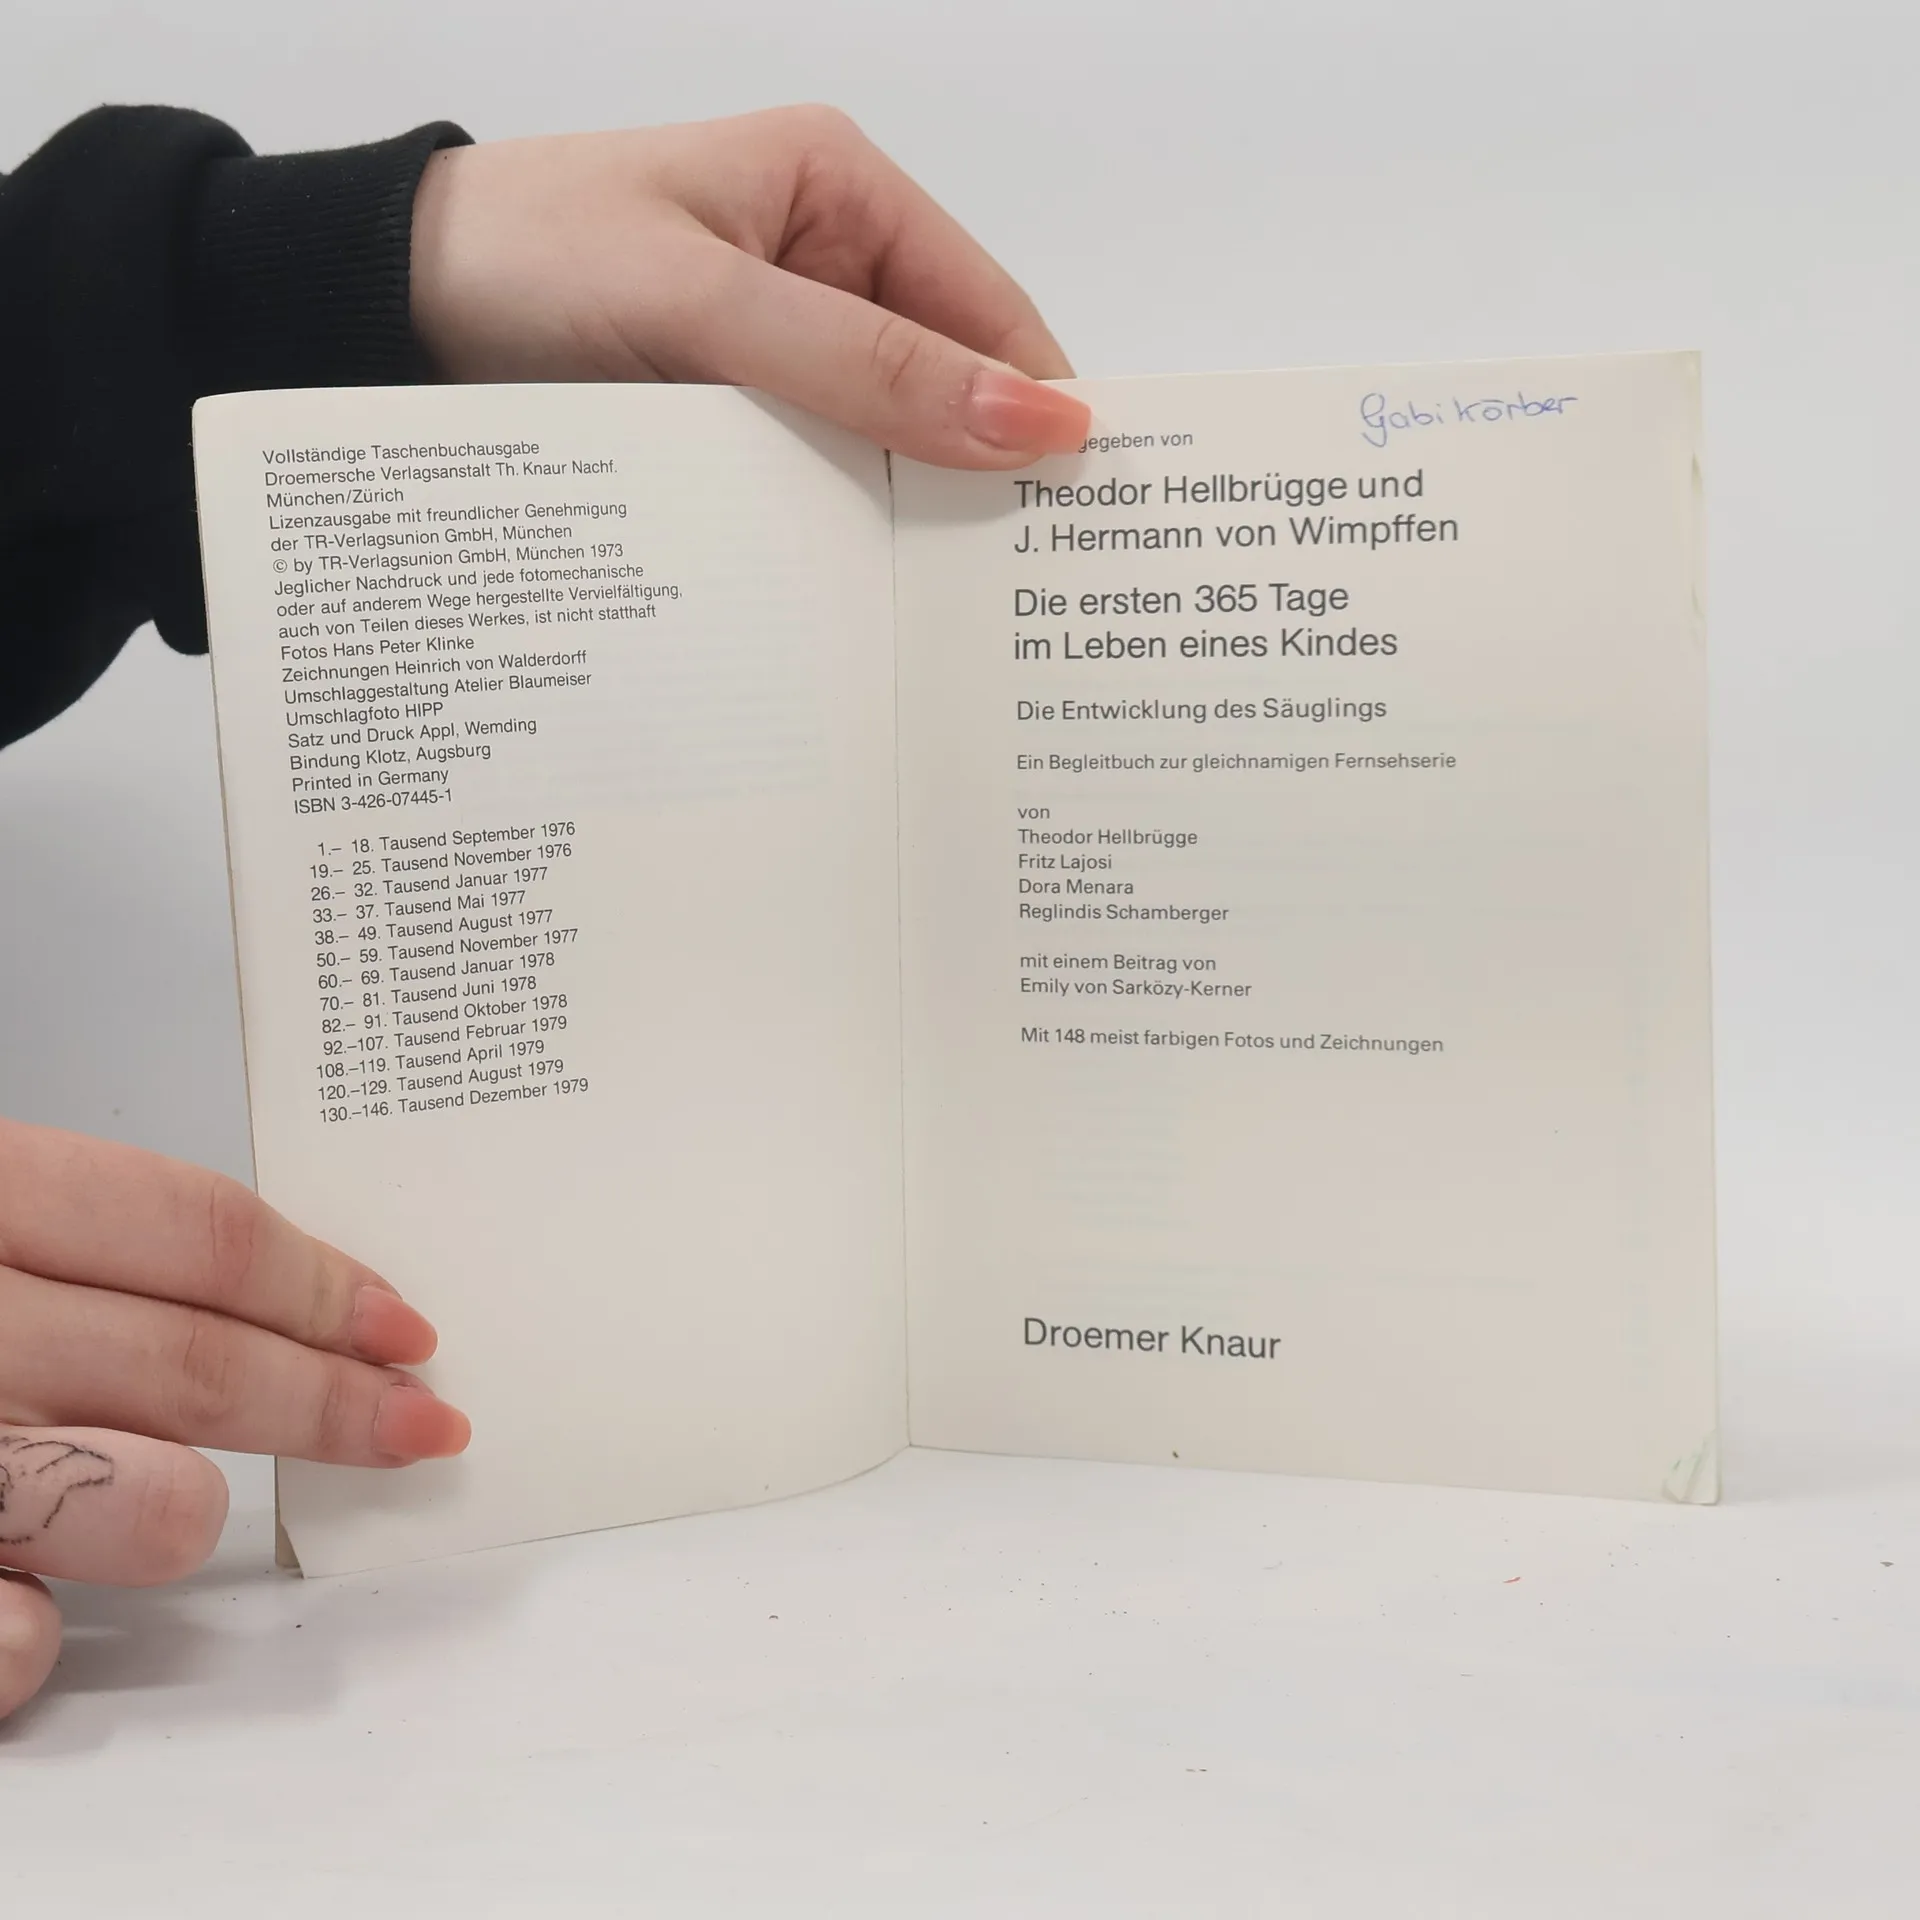 Vollständige Taschenbuchausgabe
Droemersche Verlagsanstalt Th. Knaur Nachf.
München/Zürich
Lizenzausgabe mit freundlicher Genehmigung
der TR-Verlagsunion GmbH, München
© by TR-Verlagsunion GmbH, München 1973
Jeglicher Nachdruck und jede fotomechanische
oder auf anderem Wege hergestellte Vervielfältigung,
auch von Teilen dieses Werkes, ist nicht statthaft
Fotos Hans Peter Klinke
Zeichnungen Heinrich von Walderdorff
Umschlaggestaltung Atelier Blaumeiser
Umschlagfoto HIPP
Satz und Druck Appl, Wemding
Bindung Klotz, Augsburg
Printed in Germany
ISBN 3-426-07445-1
1.– 18. Tausend September 1976
19.– 25. Tausend November 1976
26.– 32. Tausend Januar 1977
33.– 37. Tausend Mai 1977
38.– 49. Tausend August 1977
50.– 59. Tausend November 1977
60.– 69. Tausend Januar 1978
70.– 81. Tausend Juni 1978
82.– 91. Tausend Oktober 1978
92.–107. Tausend Februar 1979
108.–119. Tausend April 1979
120.–129. Tausend August 1979
130.–146. Tausend Dezember 1979
Gabi Körber
gegeben von
Theodor Hellbrügge und
J. Hermann von Wimpffen
Die ersten 365 Tage
im Leben eines Kindes
Die Entwicklung des Säuglings
Ein Begleitbuch zur gleichnamigen Fernsehserie
von
Theodor Hellbrügge
Fritz Lajosi
Dora Menara
Reglindis Schamberger
mit einem Beitrag von
Emily von Sarközy-Kerner
Mit 148 meist farbigen Fotos und Zeichnungen
Droemer Knaur